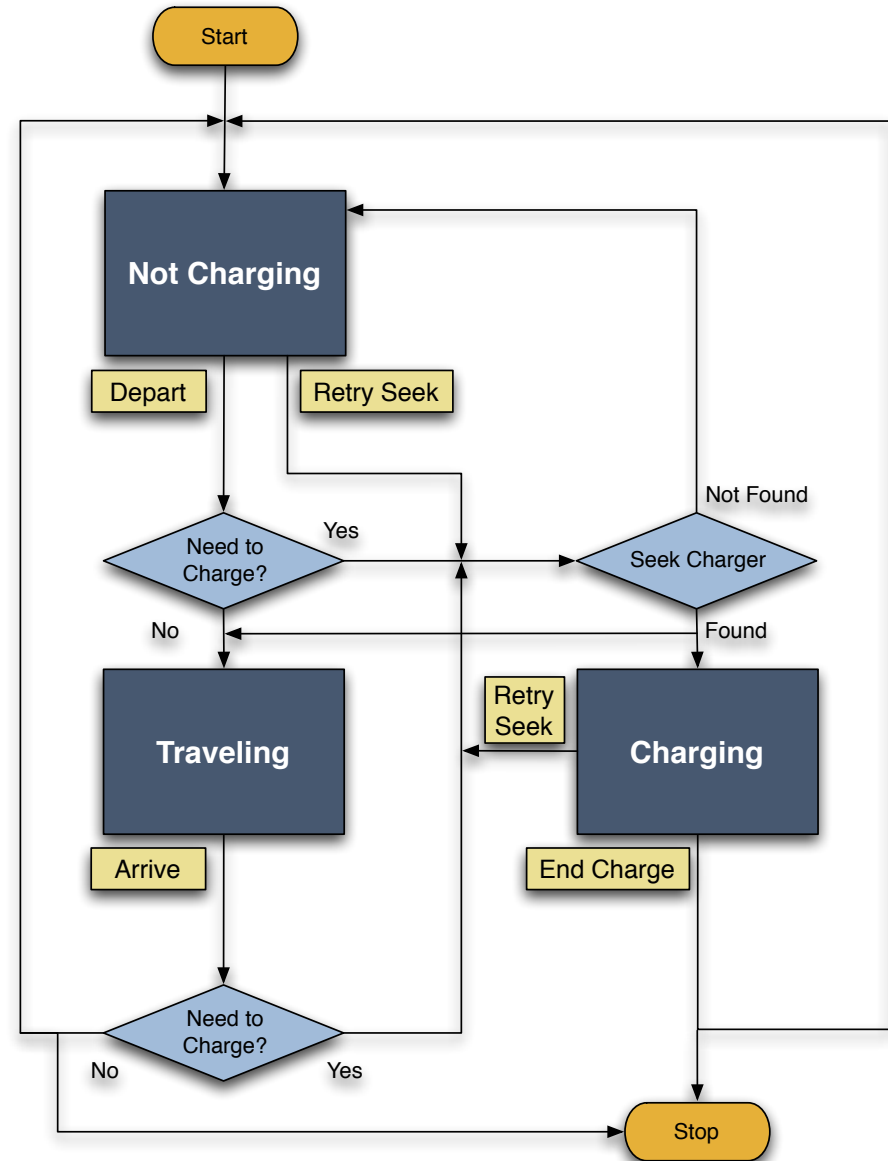 Start
Not Charging
Depart
Retry Seek
Not Found
Need to
Charge?
Yes
Seek Charger
No
Found
Traveling
Retry
Seek
Charging
Arrive
End Charge
Need to
Charge?
No
Yes
Stop